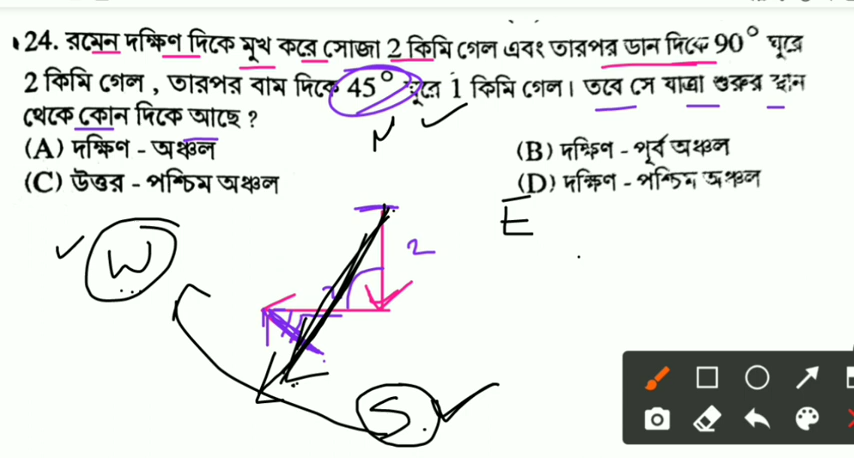 24. রমেন দক্ষিণ দিকে মুখ করে সোজা 2 কিমি গেল এবং তারপর ডান দিকে 90° ঘুরে
2 কিমি গেল, তারপর বাম দিকে 45° ঘুরে 1 কিমি গেল। তবে সে যাত্রা শুরুর স্থান
থেকে কোন দিকে আছে?
(A) দক্ষিণ - অঞ্চল
(B) দক্ষিণ - পূর্ব অঞ্চল
(C) উত্তর - পশ্চিম অঞ্চল
(D) দক্ষিণ - পশ্চিম অঞ্চল
N
E
W
2
2
S